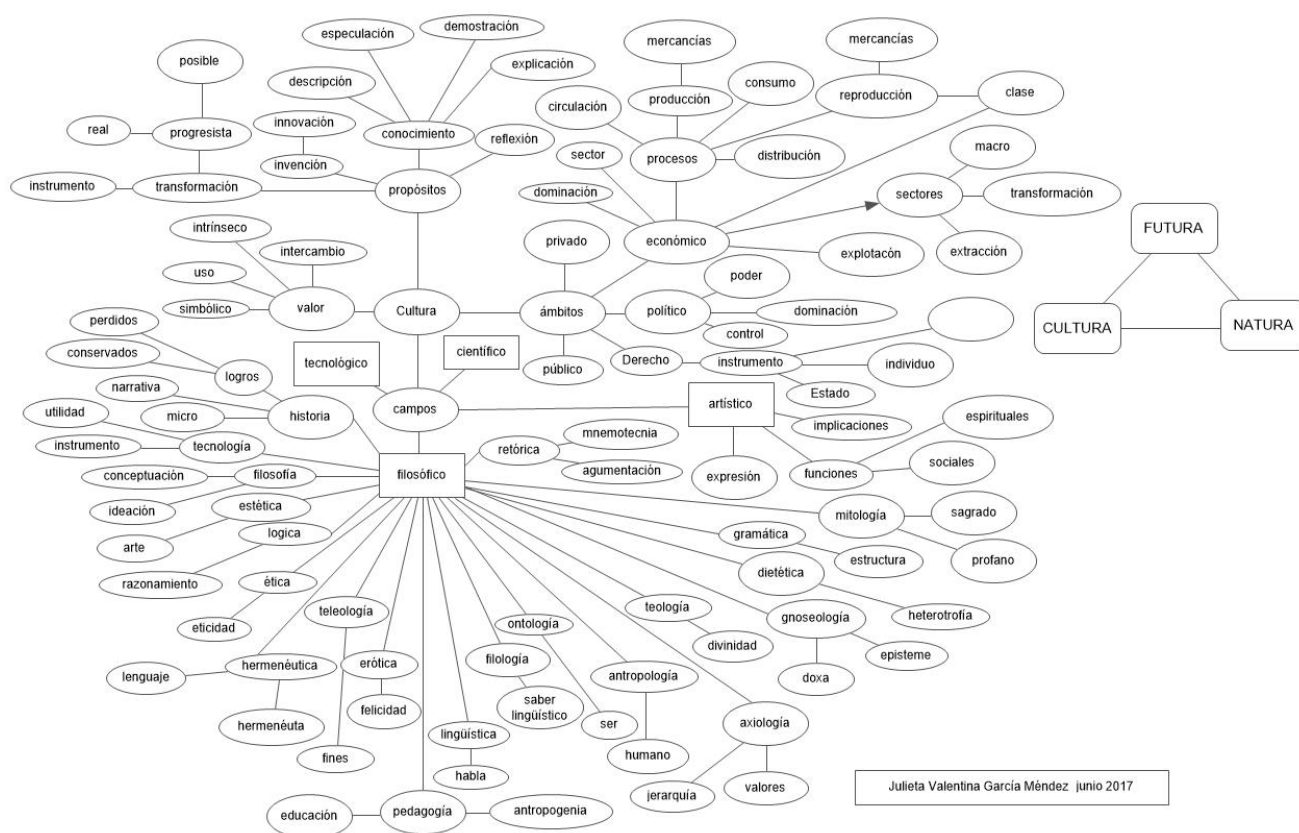 demostración
especulación
mercancías
mercancías
posible
explicación
descripción
consumo
clase
reproducción
producción
circulación
innovación
real
progresista
conocimiento
reflexión
macro
sector
procesos
distribución
invención
instrumento
transformación
propósitos
dominación
sectores
transformación
intrínseco
FUTURA
privado
económico
intercambio
explotacón
extracción
uso
poder
simbólico
valor
Cultura
ámbitos
político
dominación
perdidos
control
CULTURA
NATURA
conservados
tecnológico
científico
público
Derecho
instrumento
individuo
logros
narrativa
Estado
utilidad
micro
historia
campos
artístico
espirituales
implicaciones
mnemotecnia
instrumento
tecnología
retórica
sociales
agumentación
conceptuación
filosofía
filosófico
expresión
funciones
ideación
estética
sagrado
mitología
logica
gramática
arte
estructura
profano
dietética
razonamiento
ética
teleología
teología
gnoseología
heterotrofía
eticidad
ontología
divinidad
episteme
hermenéutica
erótica
filología
antropología
lenguaje
doxa
saber
lingüístico
felicidad
ser
axiología
hermenéuta
lingüística
fines
humano
habla
jerarquía
valores
Julieta Valentina García Méndez junio 2017
educación
pedagogía
antropogenia